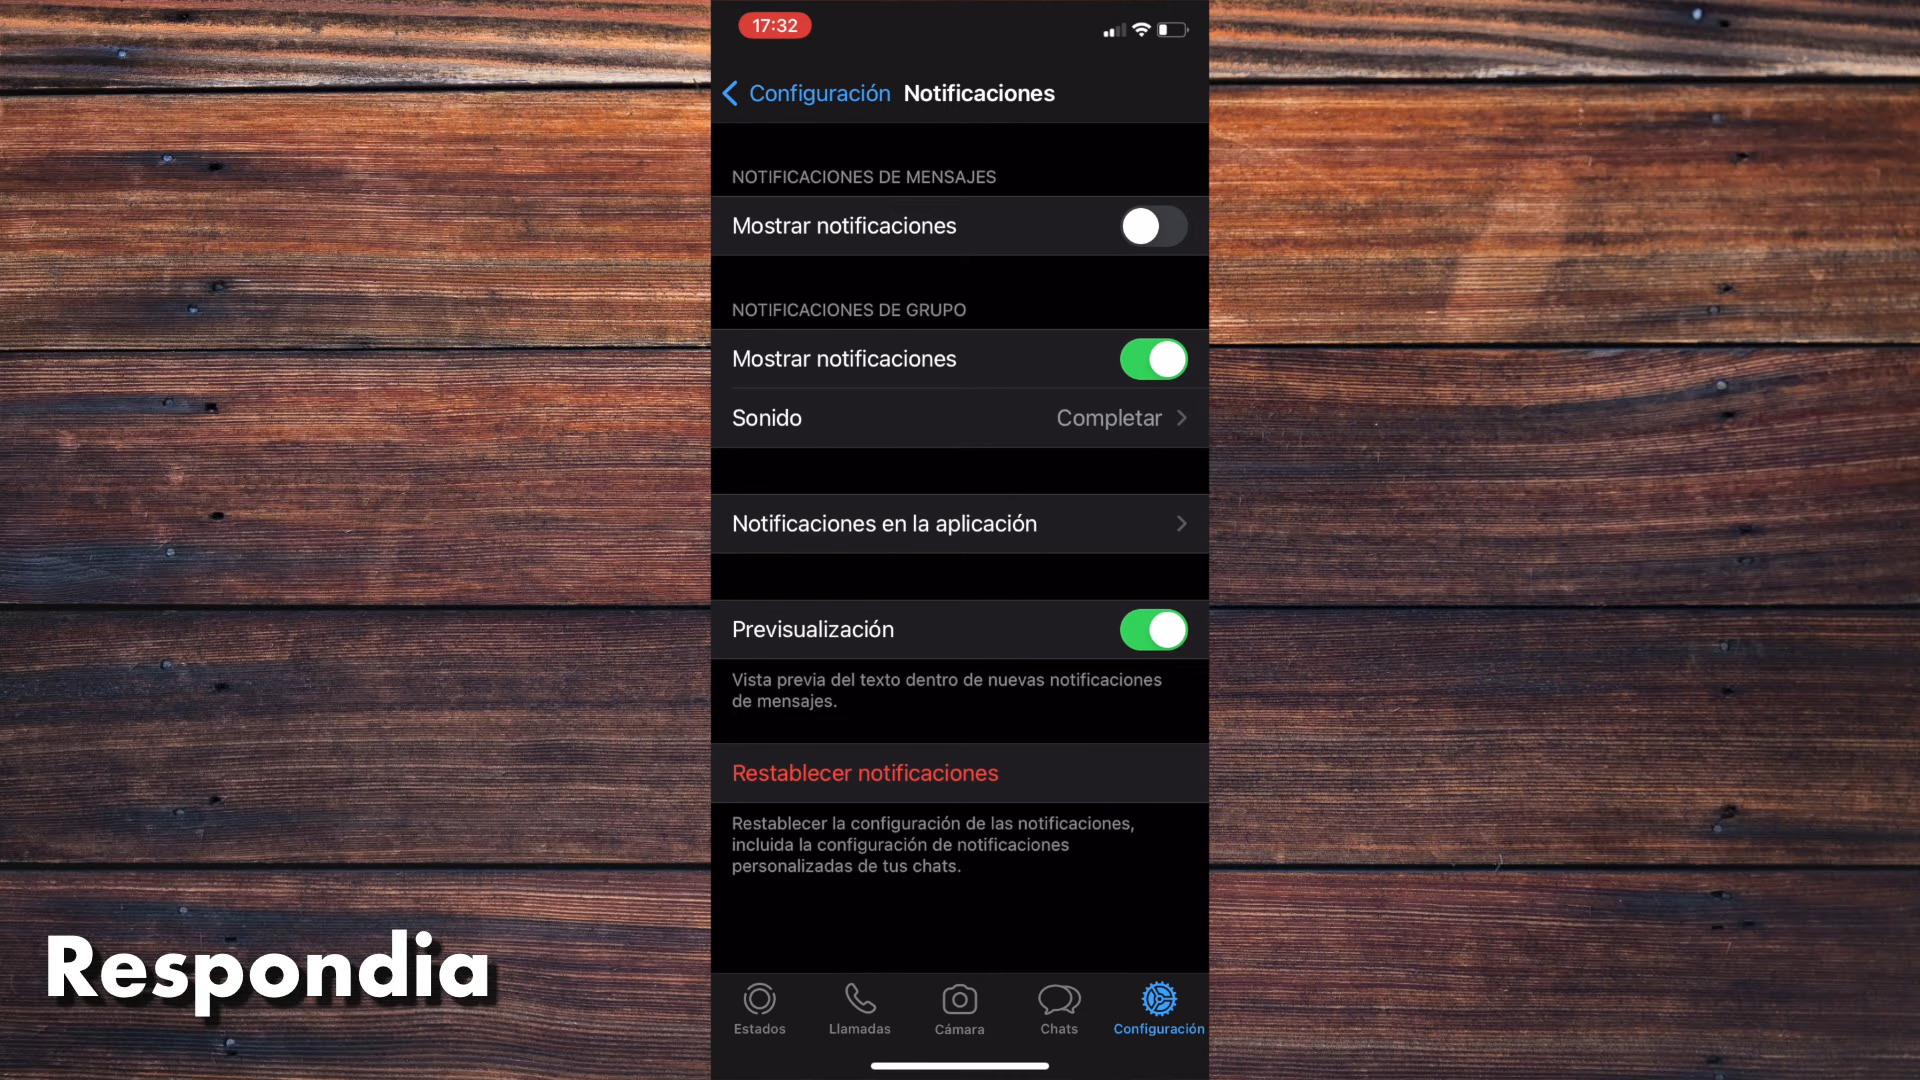 17:32
Configuración Notificaciones
NOTIFICACIONES DE MENSAJES
Mostrar notificaciones
NOTIFICACIONES DE GRUPO
Mostrar notificaciones
Sonido Completar
Notificaciones en la aplicación
Previsualización
Vista previa del texto dentro de nuevas notificaciones
de mensajes.
Restablecer notificaciones
Restablecer la configuración de las notificaciones,
incluida la configuración de notificaciones
personalizadas de tus chats.
Estados Llamadas Cámara Chats Configuración
Respondia